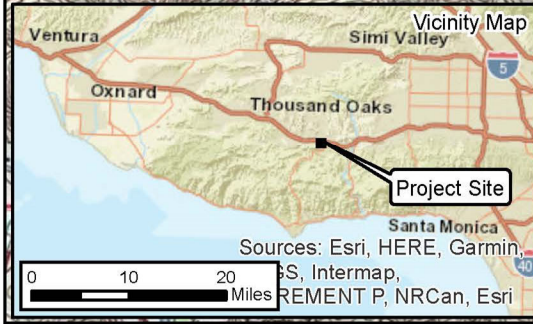 Vicinity Map
Ventura
Simi Valley
5
Oxnard
Thousand Oaks
Project Site
Santa Monica
Sources: Esri, HERE, Garmin,
GS, Intermap,
REMENT P, NRCan, Esri
0 10 20
Miles
40